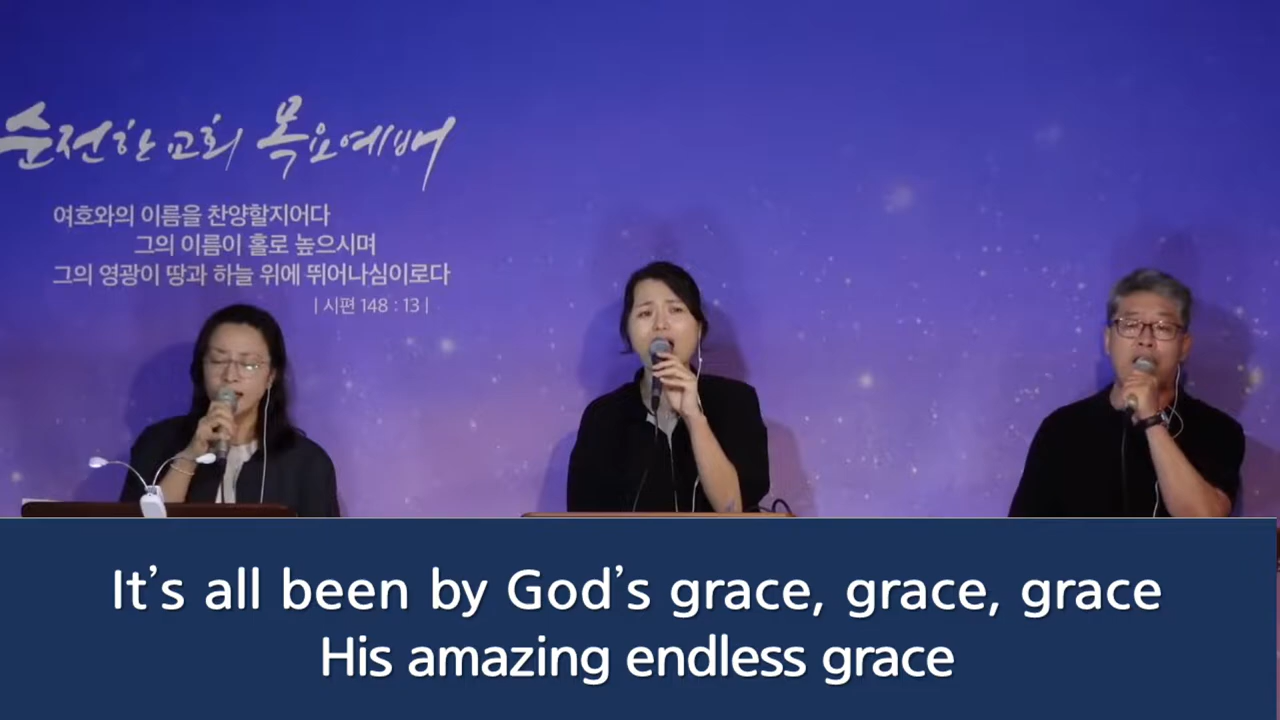 순전한 교회 목요예배
여호와의 이름을 찬양할지어다
그의 이름이 홀로 높으시며
그의 영광이 땅과 하늘 위에 뛰어나심이로다
| 시편 148 : 13 |
It's all been by God's grace, grace, grace
His amazing endless grace